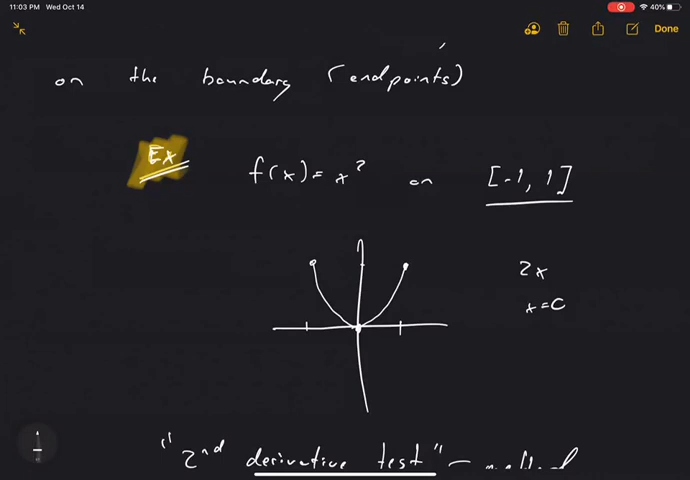 11:03 PM Wed Oct 14
40%
Done
on the boundary (endpoints)
Ex f(x) = x² on [-1, 1]
2x
x=0
"2nd derivative test" –